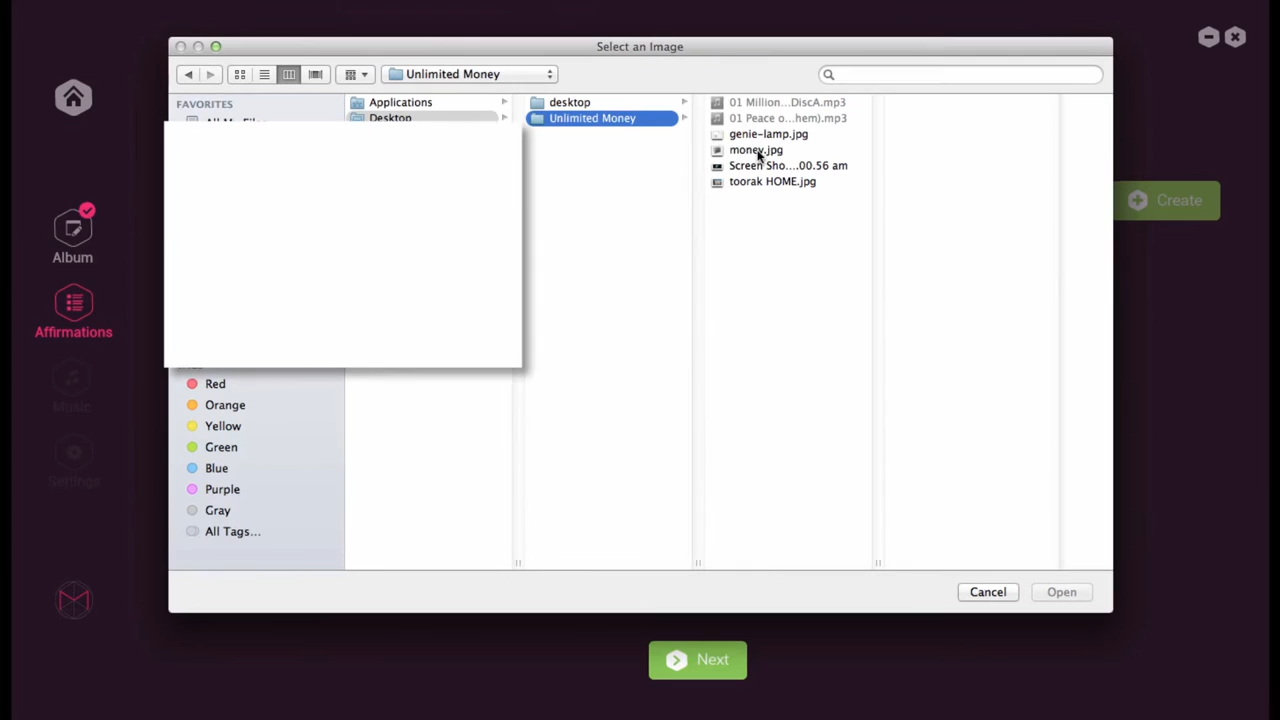 Select an Image
Unlimited Money
FAVORITES
Applications
Desktop
desktop
Unlimited Money
01 Million...DiscA.mp3
01 Peace o...hem).mp3
genie-lamp.jpg
money.jpg
Screen Sho....00.56 am
toorak HOME.jpg
Create
Album
Affirmations
Music
Settings
Red
Orange
Yellow
Green
Blue
Purple
Gray
All Tags...
Cancel
Open
Next